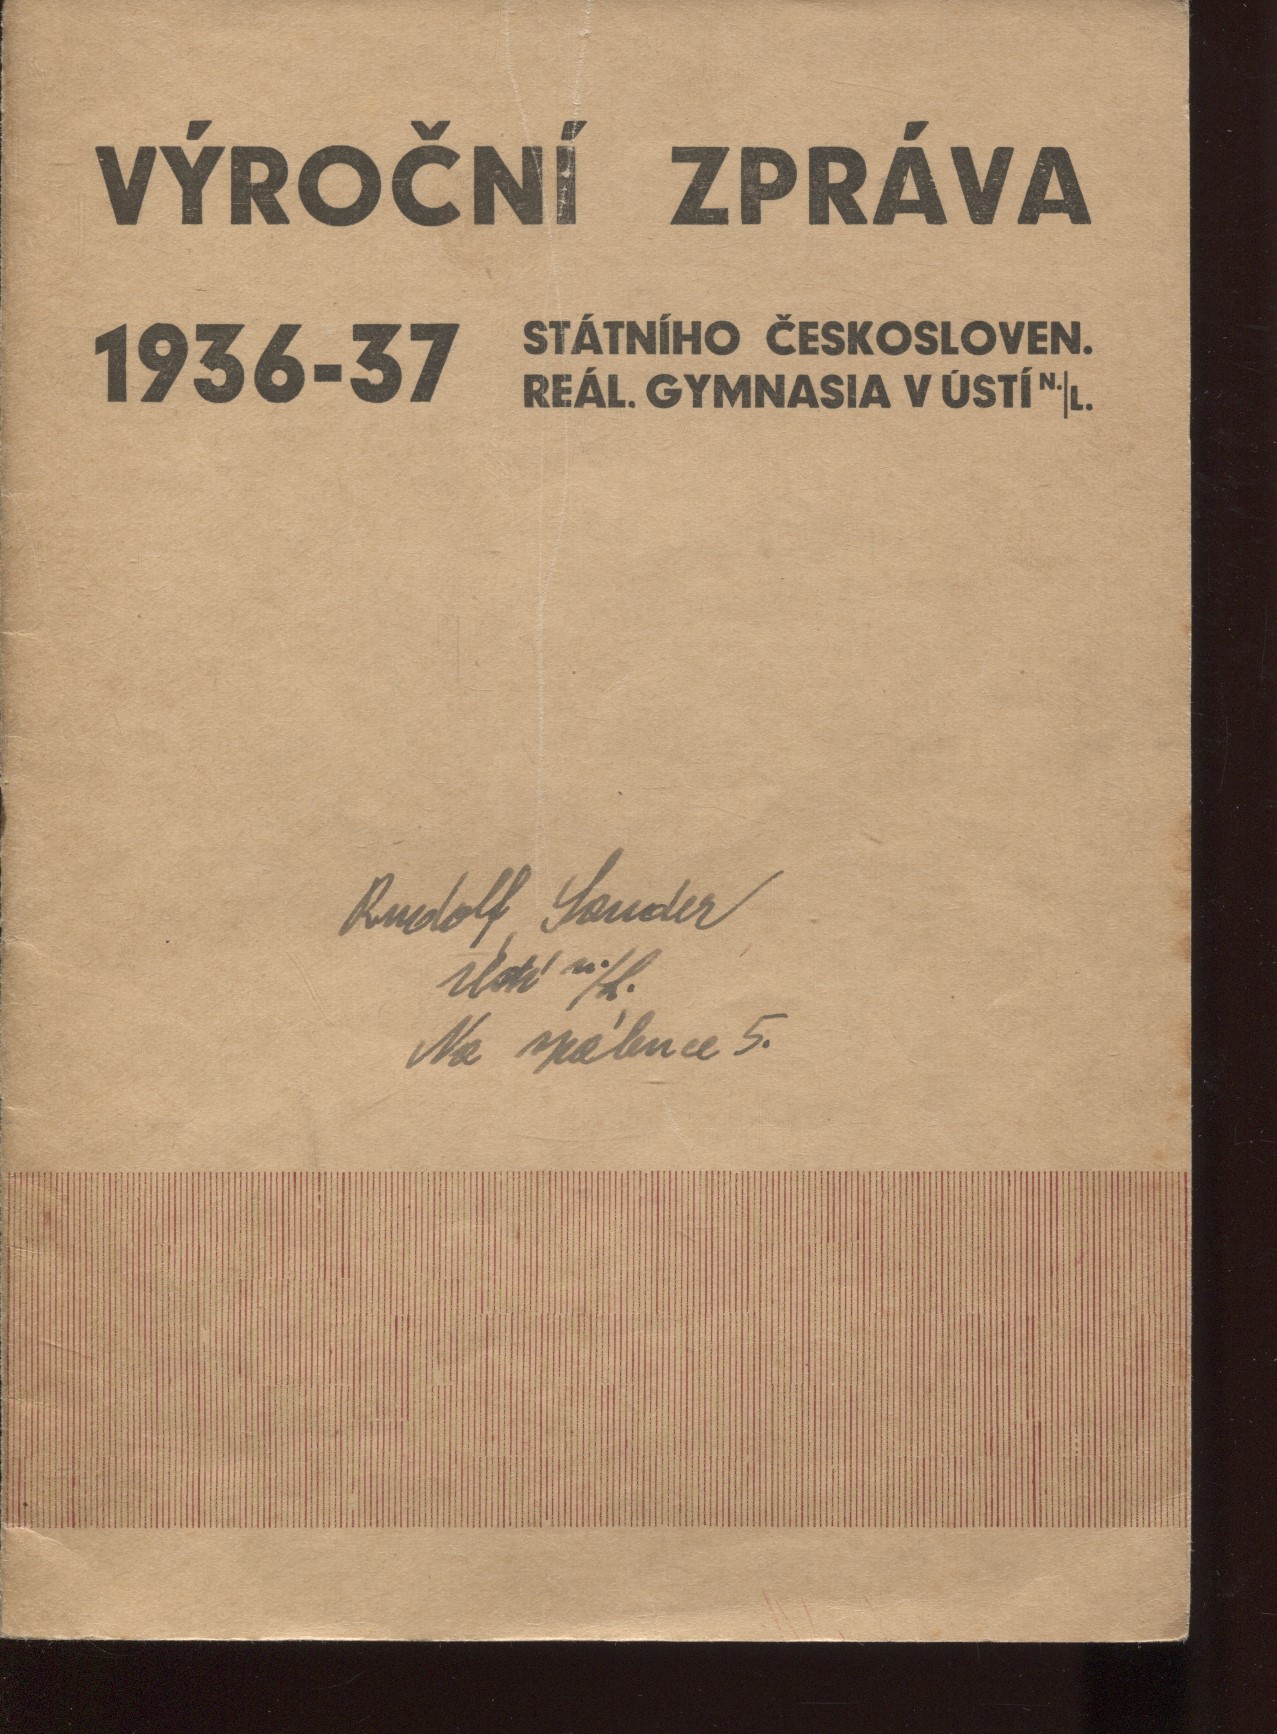 VÝROČNÍ ZPRÁVA
1936-37
STÁTNÍHO ČESKOSLOVEN.
REÁL. GYMNASIA V ÚSTÍ N./L.
Rudolf Sander
Ústí n./L.
Na spálence 5.